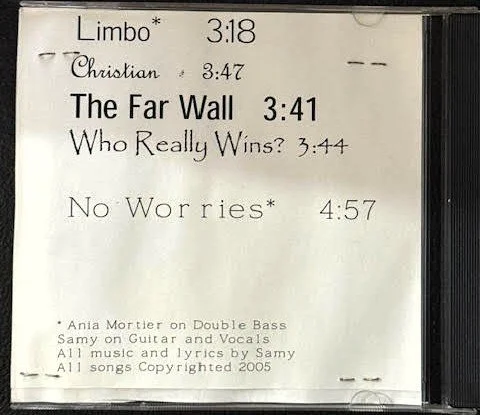 Limbo* 3:18
Christian 3:47
The Far Wall 3:41
Who Really Wins? 3:44
No Worries* 4:57
* Ania Mortier on Double Bass
Samy on Guitar and Vocals
All music and lyrics by Samy
All songs Copyrighted 2005